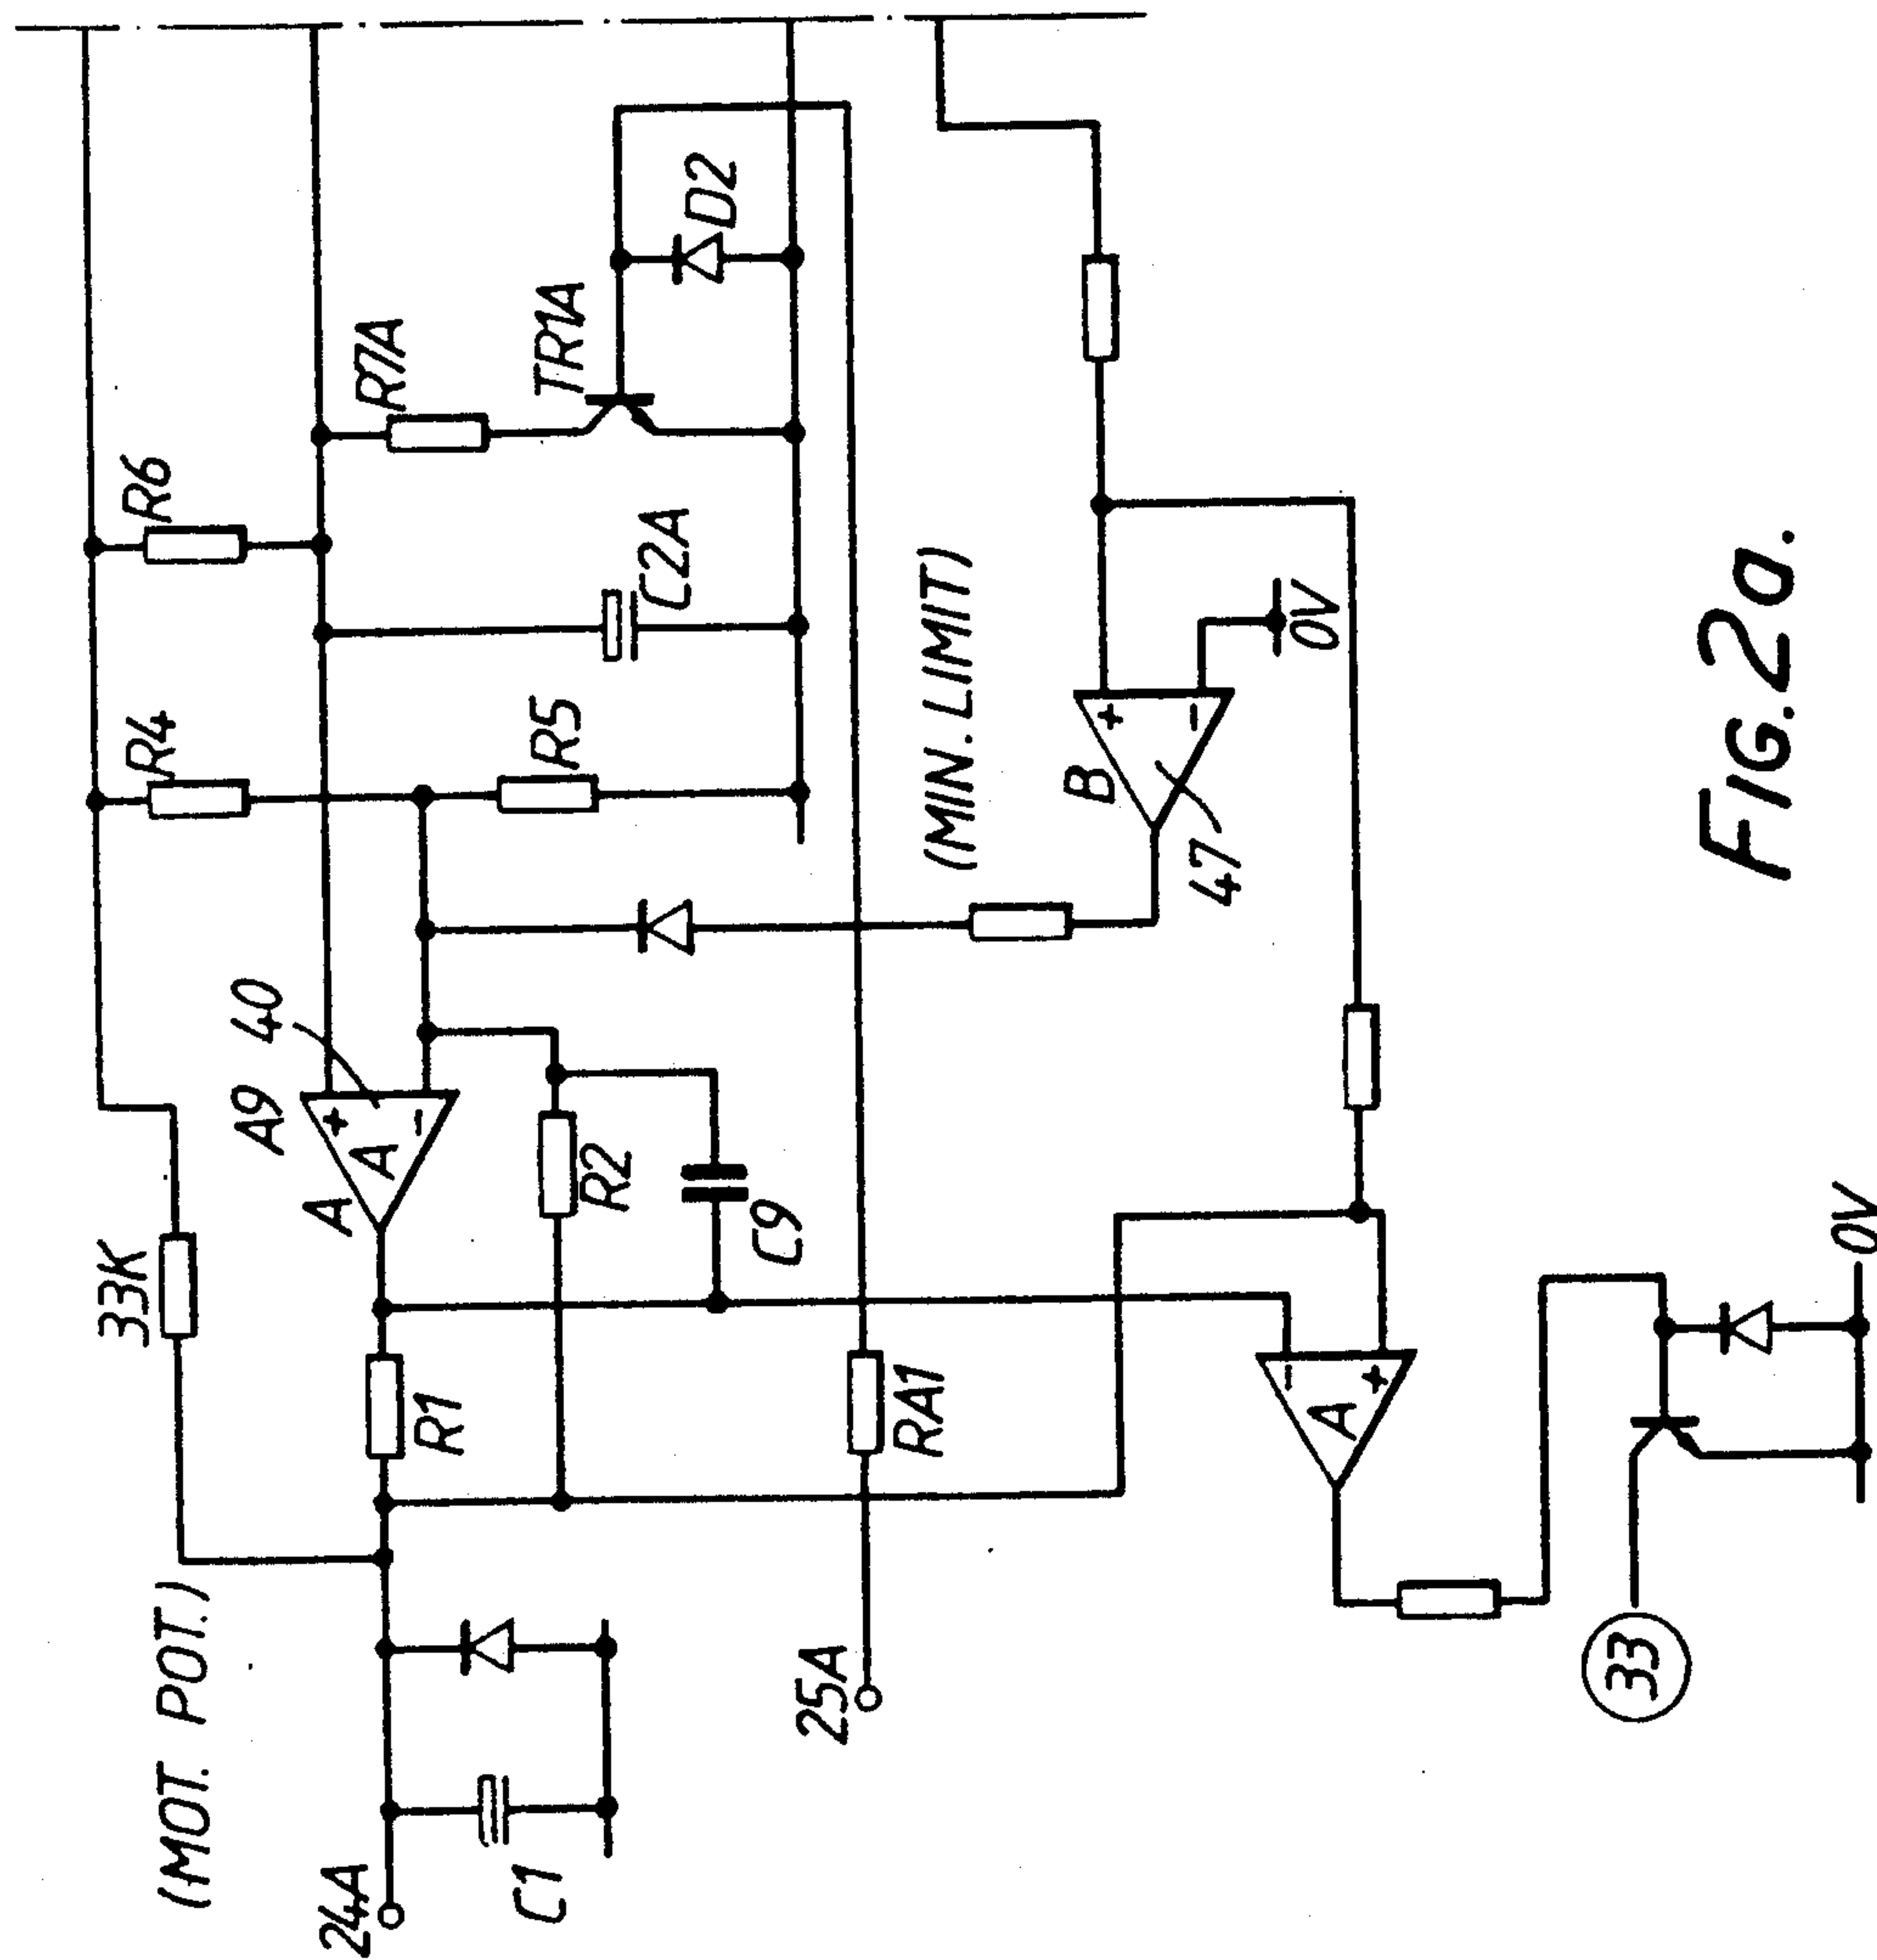 (MOT. POT.)
33K
A9
40
A
A
+
−
R4
R6
24A
C1
R1
R2
C9
R5
C2A
R7A
TR1A
D2
25A
RA1
(MIN. LIMIT)
B
+
−
47
0V
A
−
+
33
0V
FIG. 2a.